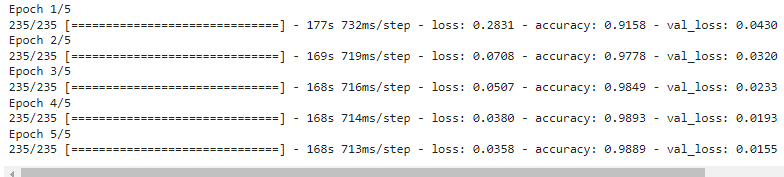 Epoch 1/5
235/235 [==============================] - 177s 732ms/step - loss: 0.2831 - accuracy: 0.9158 - val_loss: 0.0430
Epoch 2/5
235/235 [==============================] - 169s 719ms/step - loss: 0.0708 - accuracy: 0.9778 - val_loss: 0.0320
Epoch 3/5
235/235 [==============================] - 168s 716ms/step - loss: 0.0507 - accuracy: 0.9849 - val_loss: 0.0233
Epoch 4/5
235/235 [==============================] - 168s 714ms/step - loss: 0.0380 - accuracy: 0.9893 - val_loss: 0.0193
Epoch 5/5
235/235 [==============================] - 168s 713ms/step - loss: 0.0358 - accuracy: 0.9889 - val_loss: 0.0155